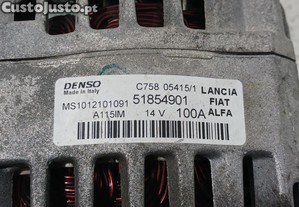 CustoJusto.pt
DENSO
Made in Italy
C758 05415/1
MS1012101091
51854901
A115IM
14 V
100A
LANCIA
FIAT
ALFA